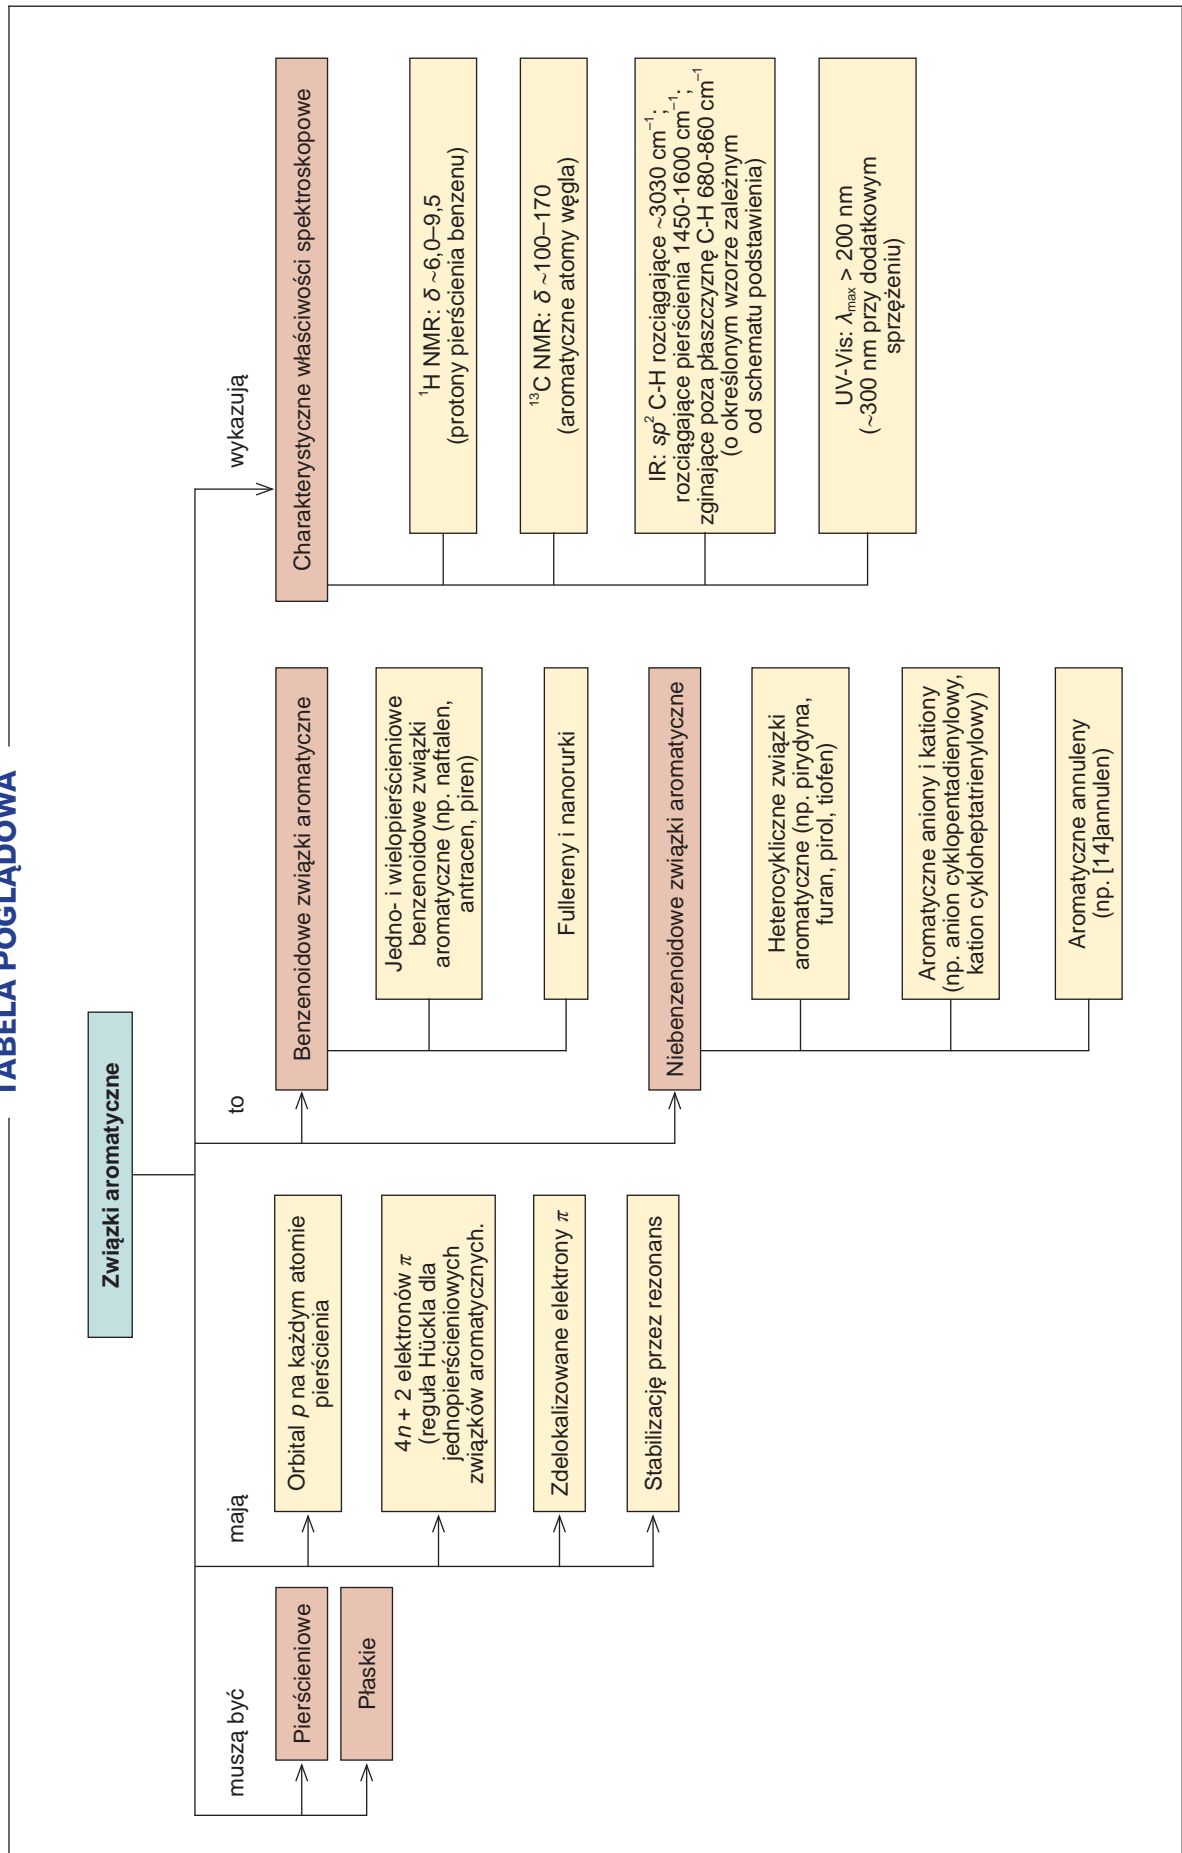 TABELA POGLĄDOWA
Związki aromatyczne
muszą być
Pierścieniowe
Płaskie
mają
Orbital p na każdym atomie
pierścienia
4n + 2 elektronów π
(reguła Hückla dla
jednopierścieniowych
związków aromatycznych.
Zdelokalizowane elektrony π
Stabilizację przez rezonans
to
Benzenoidowe związki aromatyczne
Jedno- i wielopierścieniowe
benzenoidowe związki
aromatyczne (np. naftalen,
antracen, piren)
Fullereny i nanorurki
Niebenzenoidowe związki aromatyczne
Heterocykliczne związki
aromatyczne (np. pirydyna,
furan, pirol, tiofen)
Aromatyczne aniony i kationy
(np. anion cyklopentadienylowy,
kation cykloheptatrienylowy)
Aromatyczne annuleny
(np. [14]annulen)
wykazują
Charakterystyczne właściwości spektroskopowe
¹H NMR: δ ~6,0–9,5
(protony pierścienia benzenu)
¹³C NMR: δ ~100–170
(aromatyczne atomy węgla)
IR: sp² C-H rozciągające ~3030 cm⁻¹;
rozciągające pierścienia 1450-1600 cm⁻¹;
zginające poza płaszczyznę C-H 680-860 cm⁻¹
(o określonym wzorze zależnym
od schematu podstawienia)
UV-Vis: λmax > 200 nm
(~300 nm przy dodatkowym
sprzężeniu)